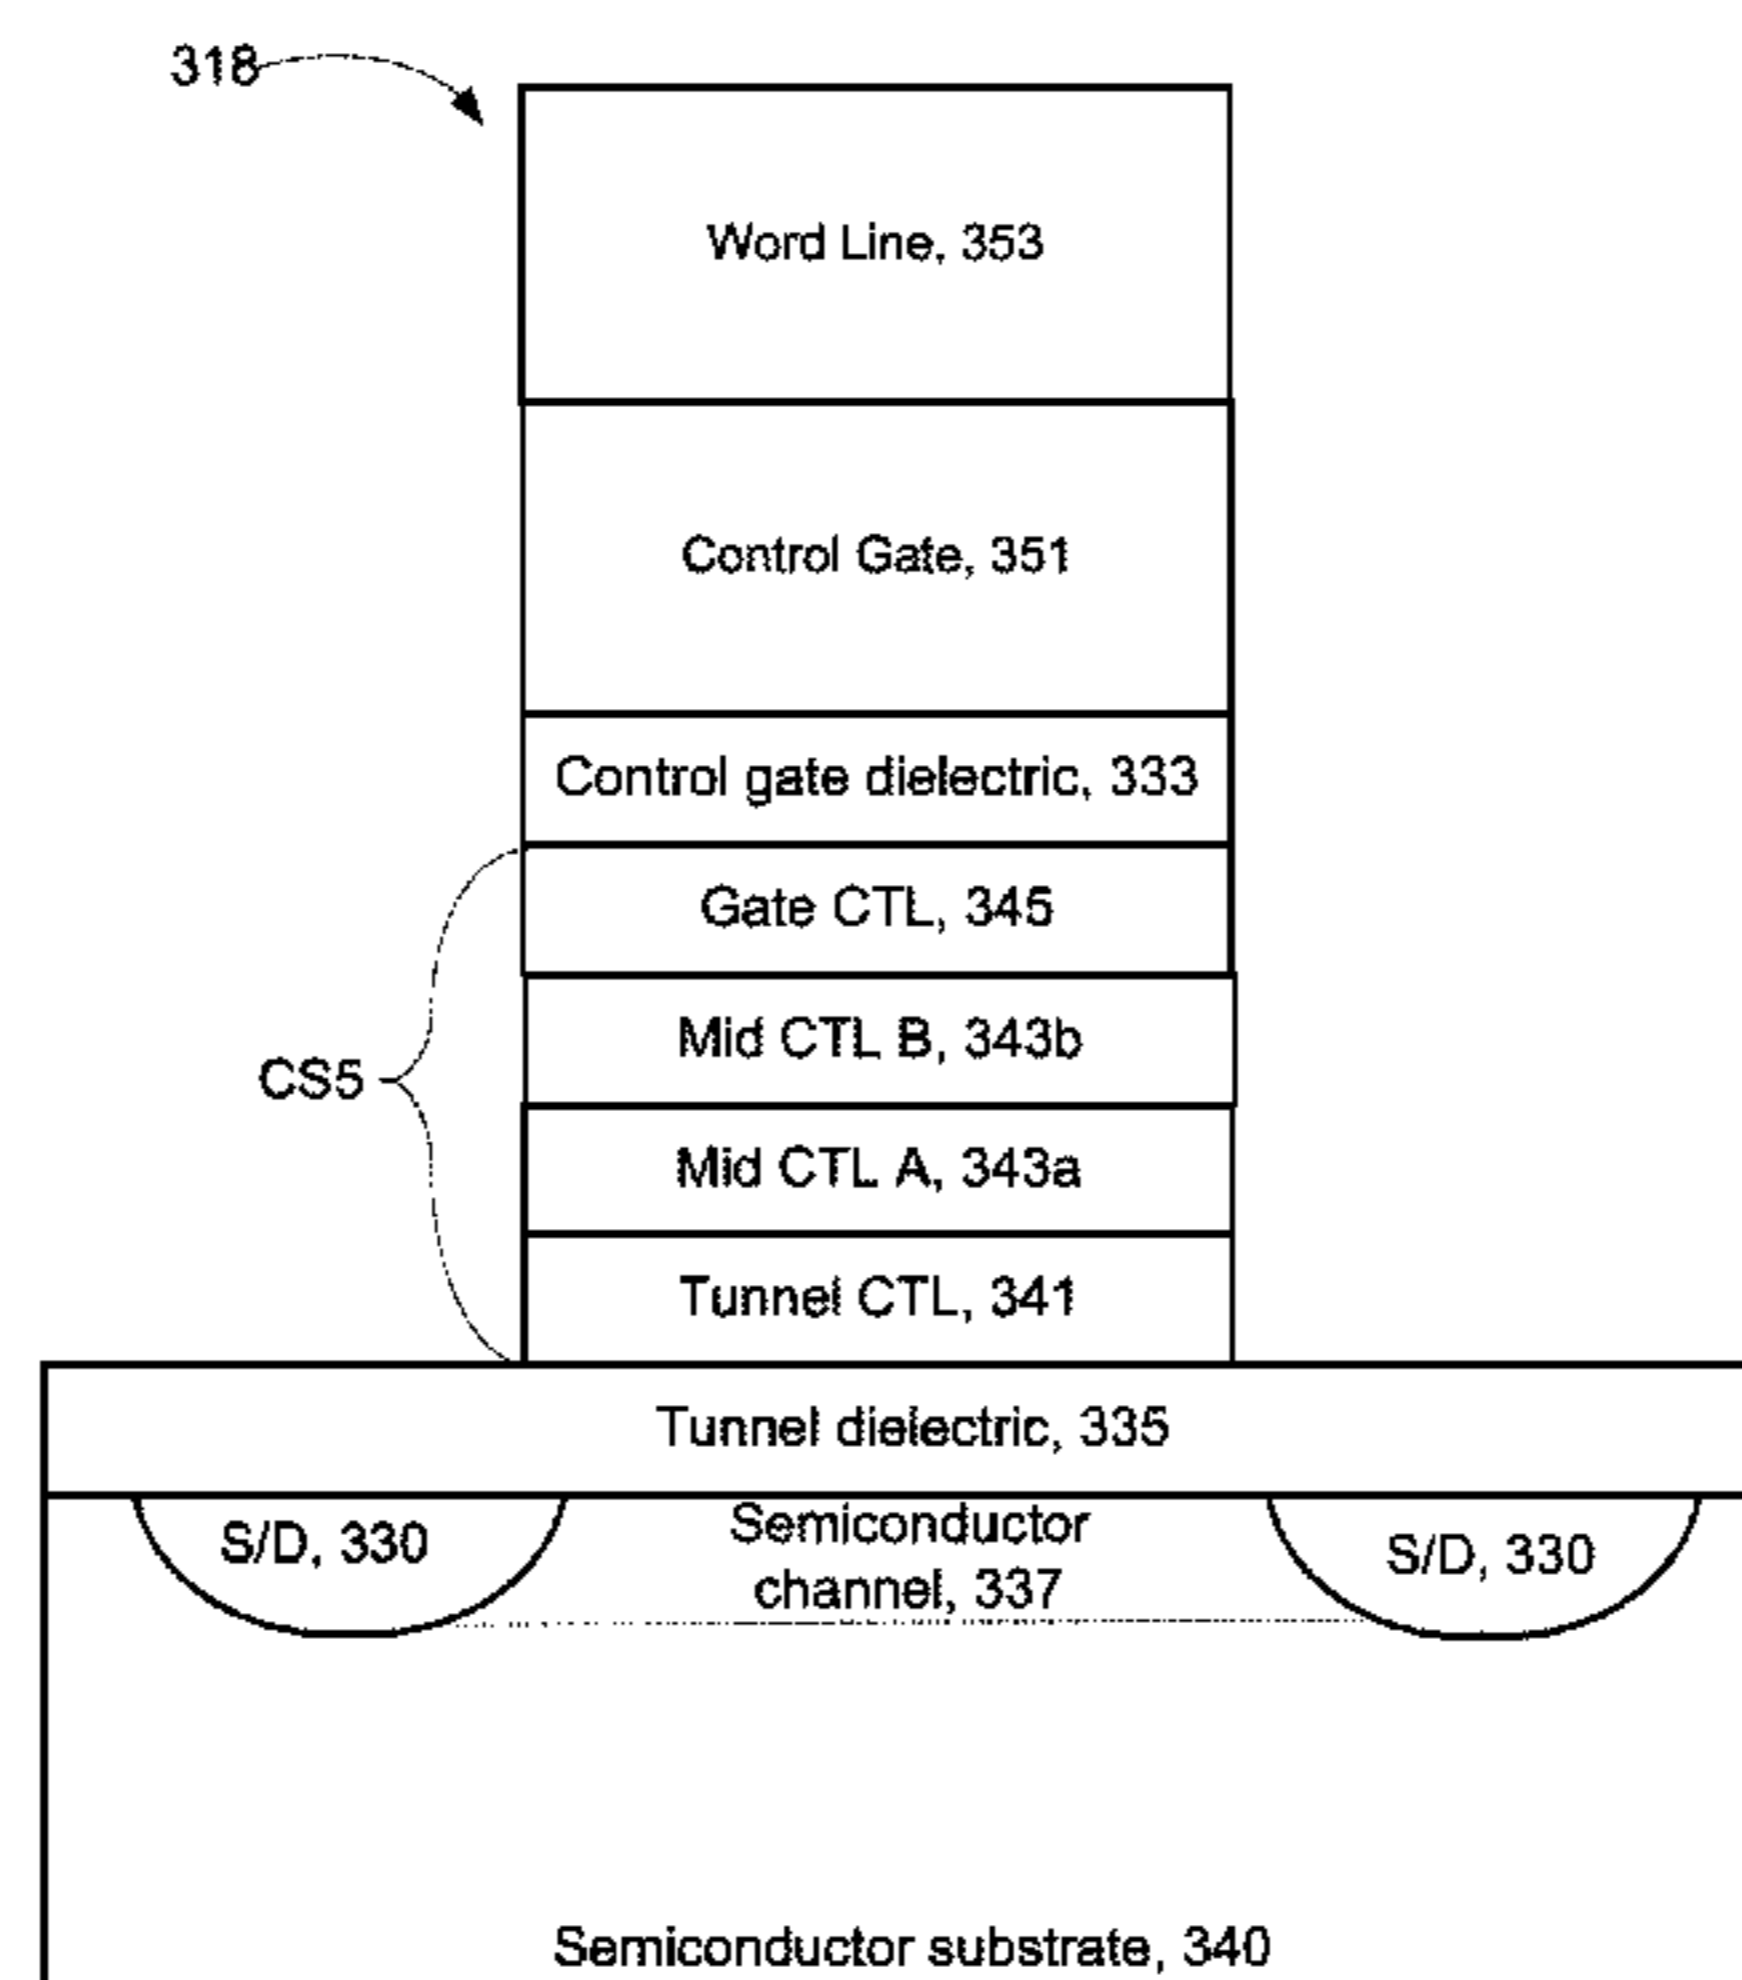 318
Word Line, 353
Control Gate, 351
Control gate dielectric, 333
Gate CTL, 345
Mid CTL B, 343b
CS5
Mid CTL A, 343a
Tunnel CTL, 341
Tunnel dielectric, 335
S/D, 330
Semiconductor
channel, 337
S/D, 330
Semiconductor substrate, 340